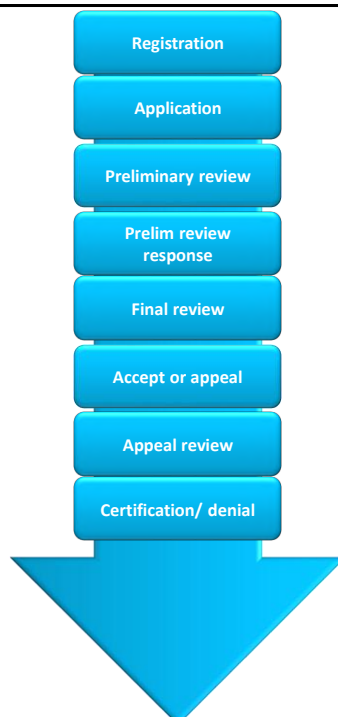 Registration
Application
Preliminary review
Prelim review
response
Final review
Accept or appeal
Appeal review
Certification/ denial